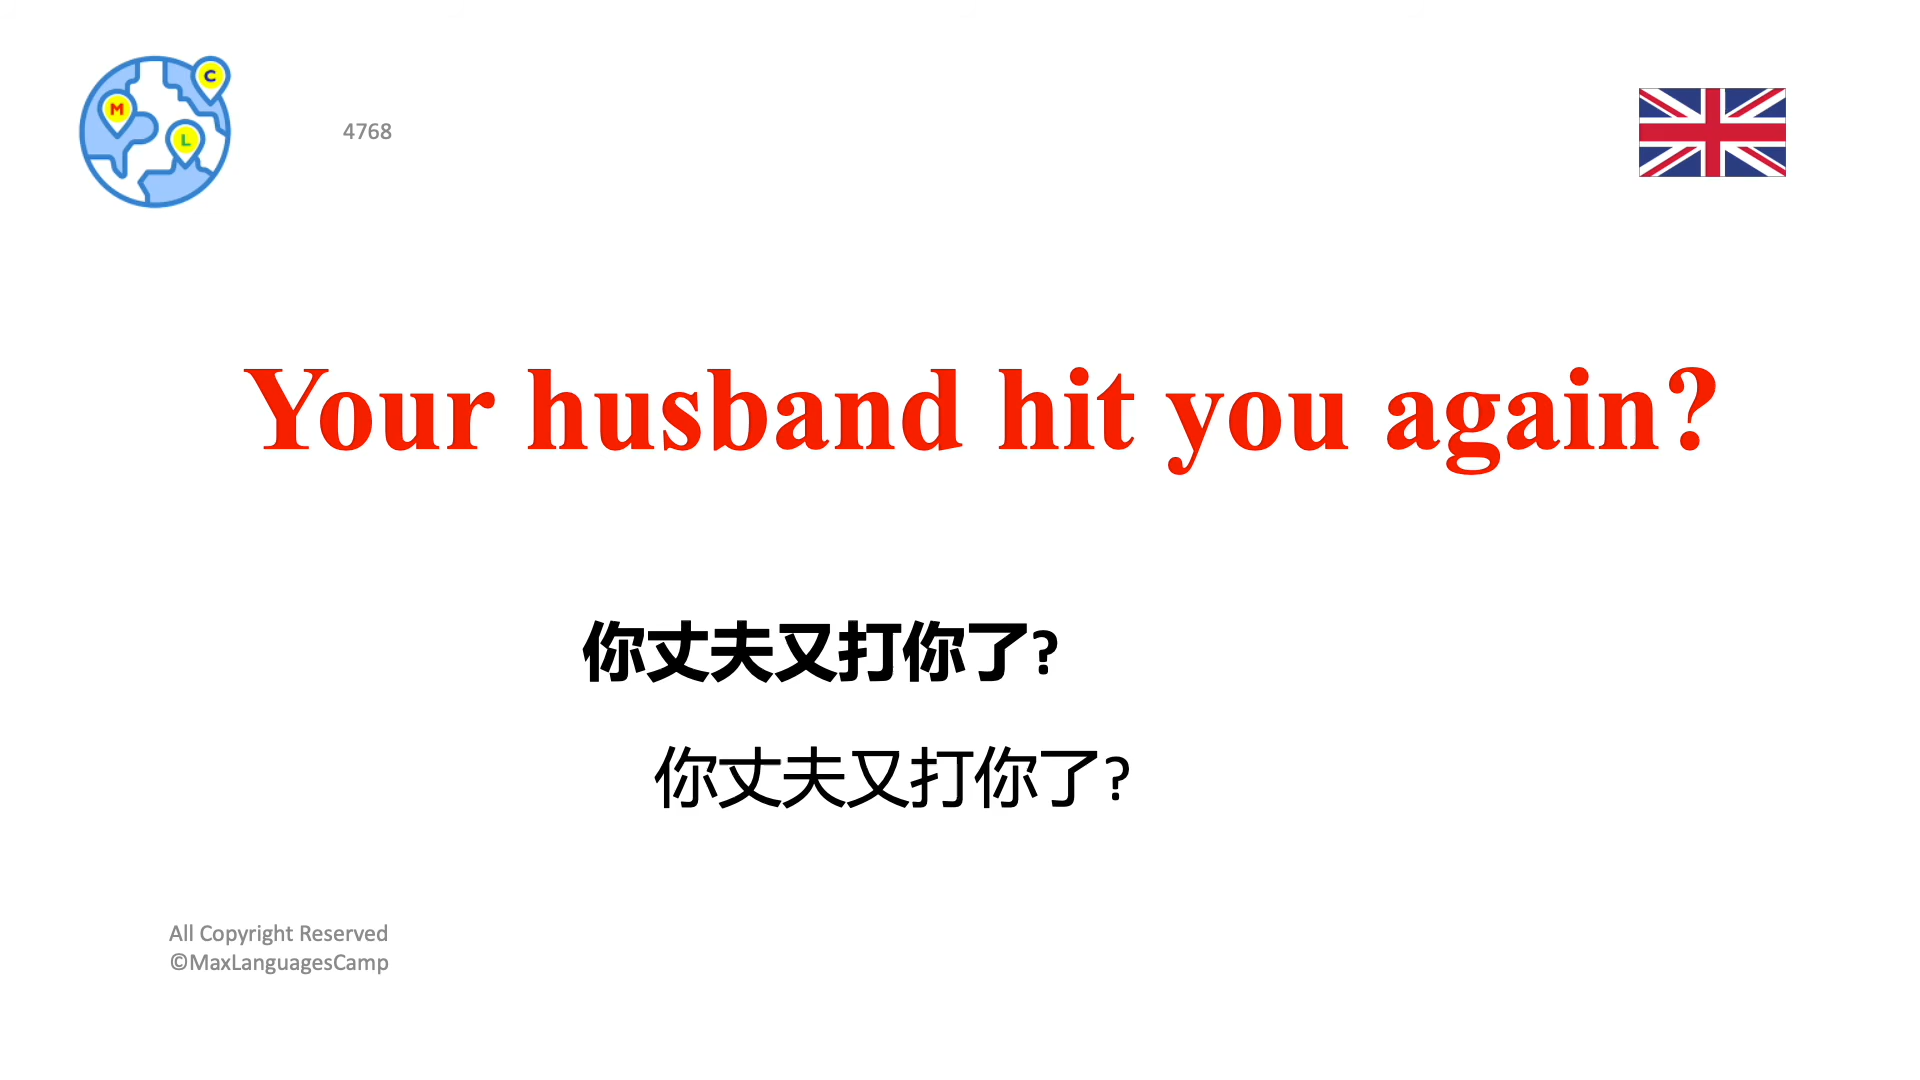 C
M
L
4768
Your husband hit you again?
你丈夫又打你了?
你丈夫又打你了?
All Copyright Reserved
©MaxLanguagesCamp